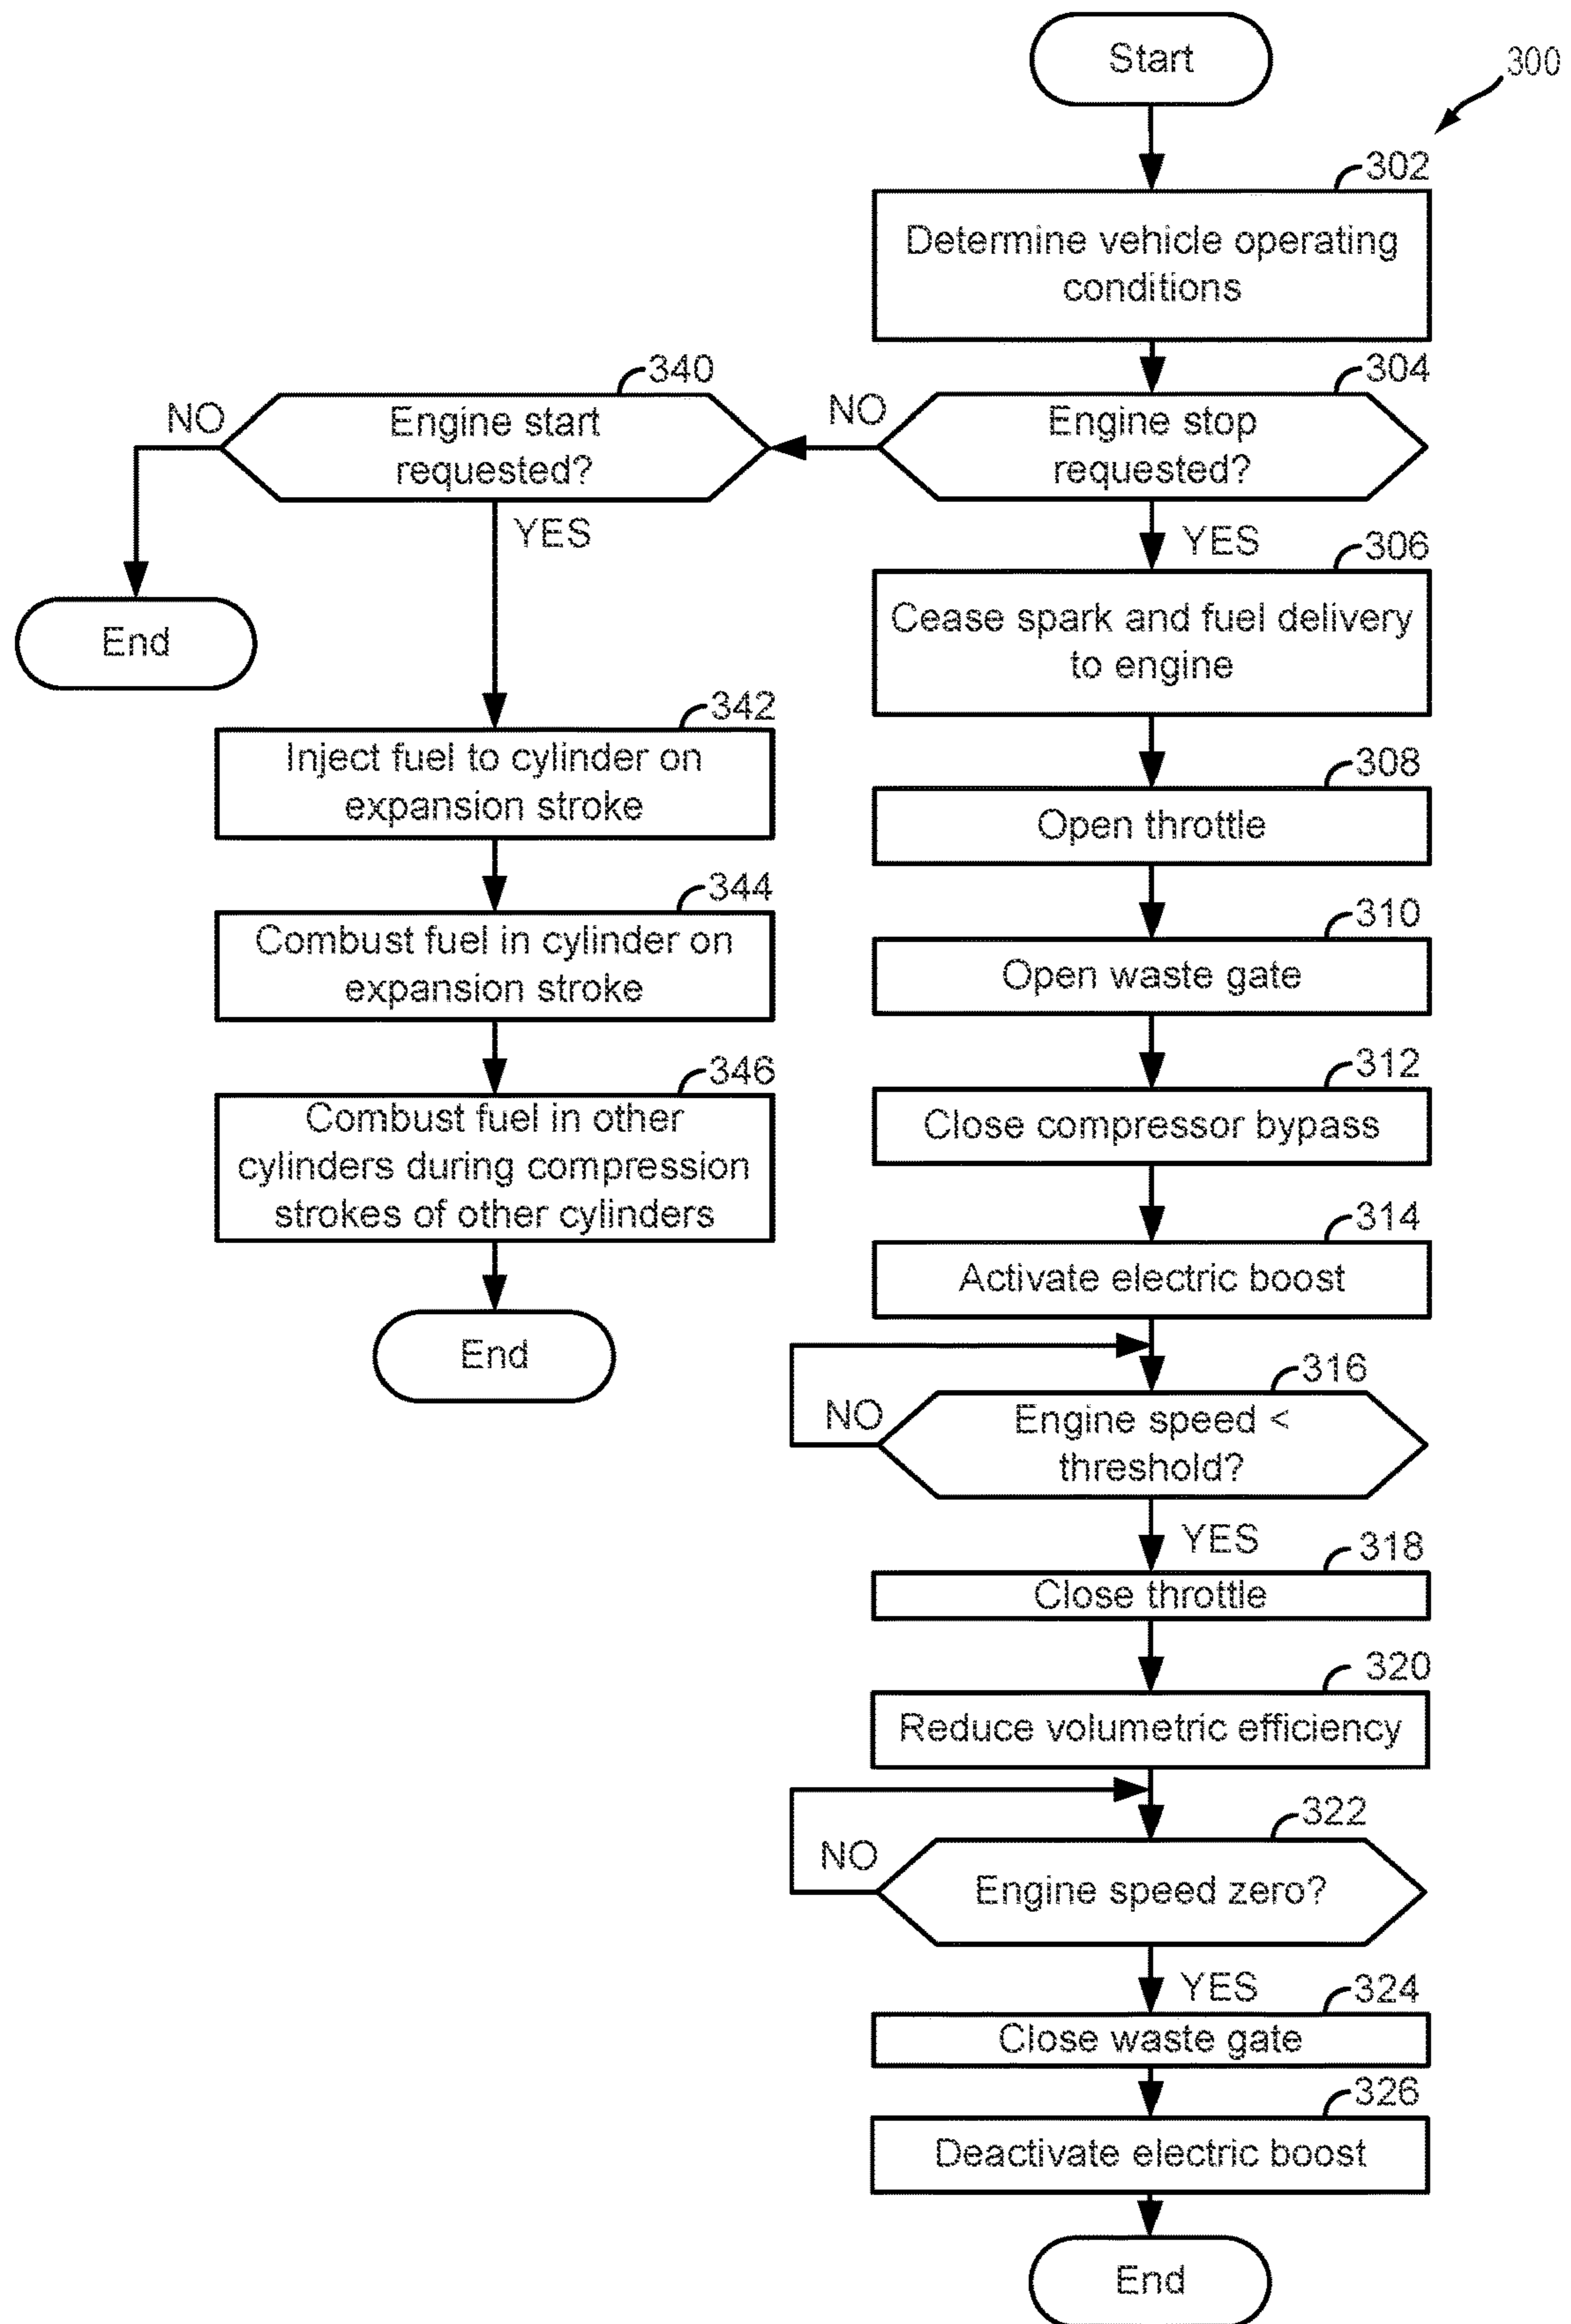 Start
300
302
Determine vehicle operating
conditions
304
Engine stop
requested?
NO
340
Engine start
requested?
NO
End
YES
342
Inject fuel to cylinder on
expansion stroke
344
Combust fuel in cylinder on
expansion stroke
346
Combust fuel in other
cylinders during compression
strokes of other cylinders
End
YES
306
Cease spark and fuel delivery
to engine
308
Open throttle
310
Open waste gate
312
Close compressor bypass
314
Activate electric boost
316
Engine speed <
threshold?
NO
YES
318
Close throttle
320
Reduce volumetric efficiency
322
Engine speed zero?
NO
YES
324
Close waste gate
326
Deactivate electric boost
End